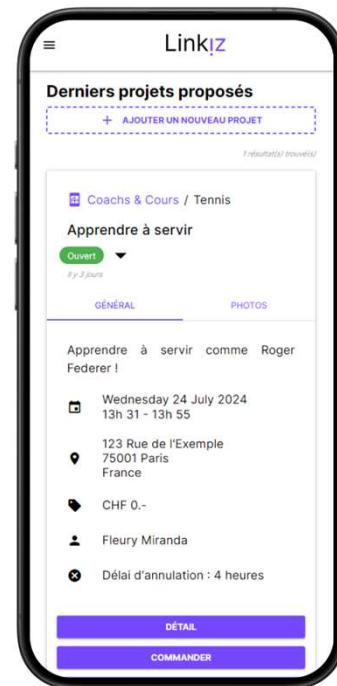 Linkiz
Derniers projets proposés
+ AJOUTER UN NOUVEAU PROJET
1 résultat(s) trouvé(s)
Coachs & Cours / Tennis
Apprendre à servir
Ouvert
Il y 3 jours
GÉNÉRAL PHOTOS
Apprendre à servir comme Roger
Federer !
Wednesday 24 July 2024
13h 31 - 13h 55
123 Rue de l'Exemple
75001 Paris
France
CHF 0.-
Fleury Miranda
Délai d'annulation : 4 heures
DÉTAIL
COMMANDER